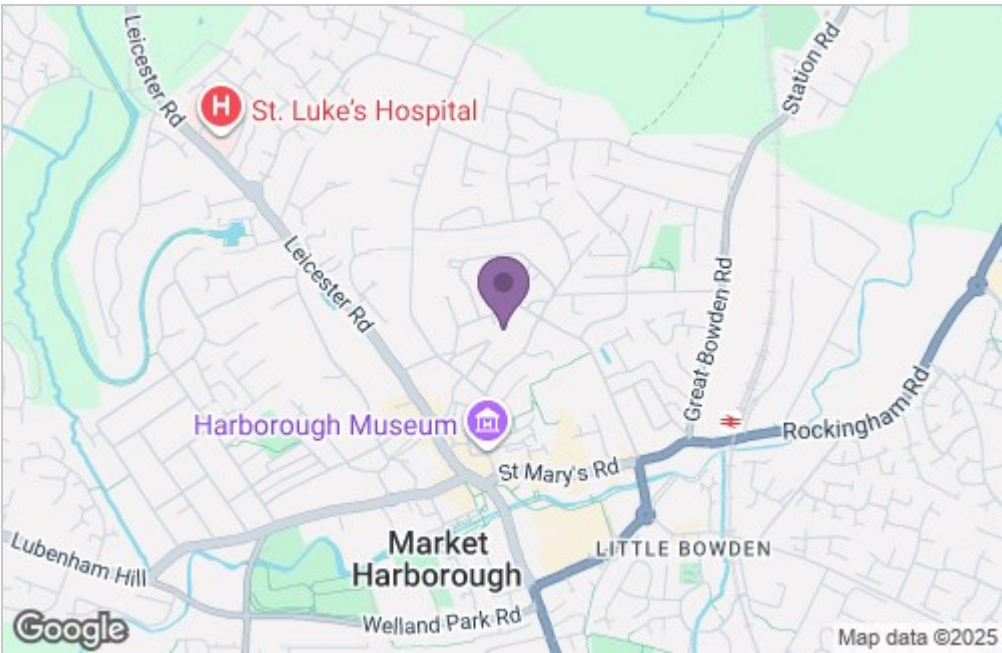 Leicester Rd
Station Rd
H
St. Luke's Hospital
Leicester Rd
Great Bowden Rd
Rockingham Rd
Harborough Museum
St Mary's Rd
Market
Harborough
LITTLE BOWDEN
Lubenham Hill
Welland Park Rd
Google
Map data ©2025